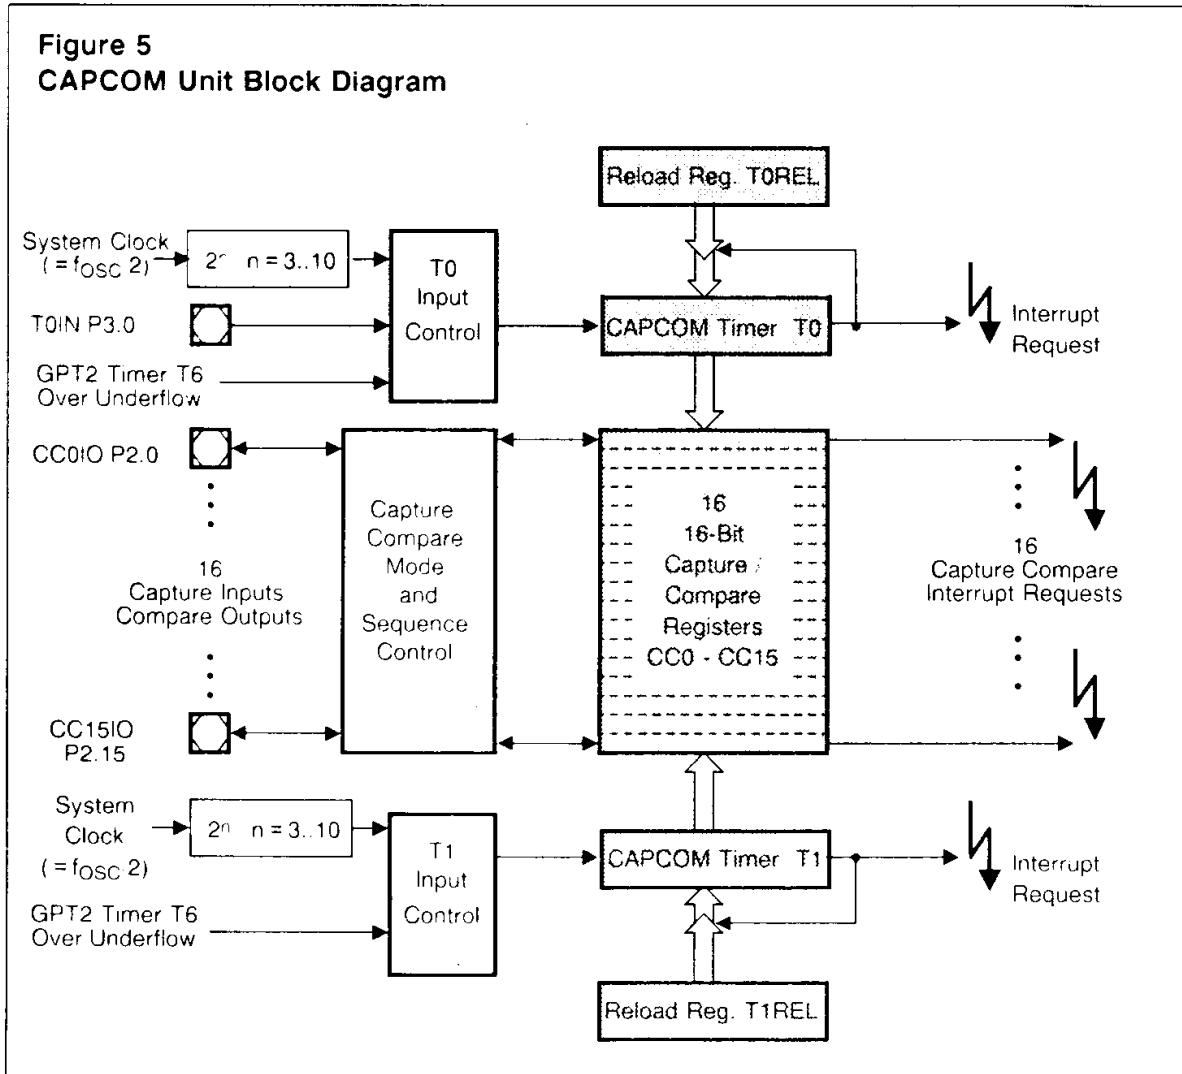 Figure 5
CAPCOM Unit Block Diagram
Reload Reg. T0REL
System Clock
( = fOSC 2)
2n n = 3..10
T0
Input
Control
T0IN P3.0
CAPCOM Timer T0
Interrupt
Request
GPT2 Timer T6
Over Underflow
CC0IO P2.0
16
Capture Inputs
Compare Outputs
CC15IO
P2.15
Capture
Compare
Mode
and
Sequence
Control
16
16-Bit
Capture /
Compare
Registers
CC0 - CC15
16
Capture Compare
Interrupt Requests
System
Clock
( = fOSC 2)
2n n = 3..10
T1
Input
Control
GPT2 Timer T6
Over Underflow
CAPCOM Timer T1
Interrupt
Request
Reload Reg. T1REL